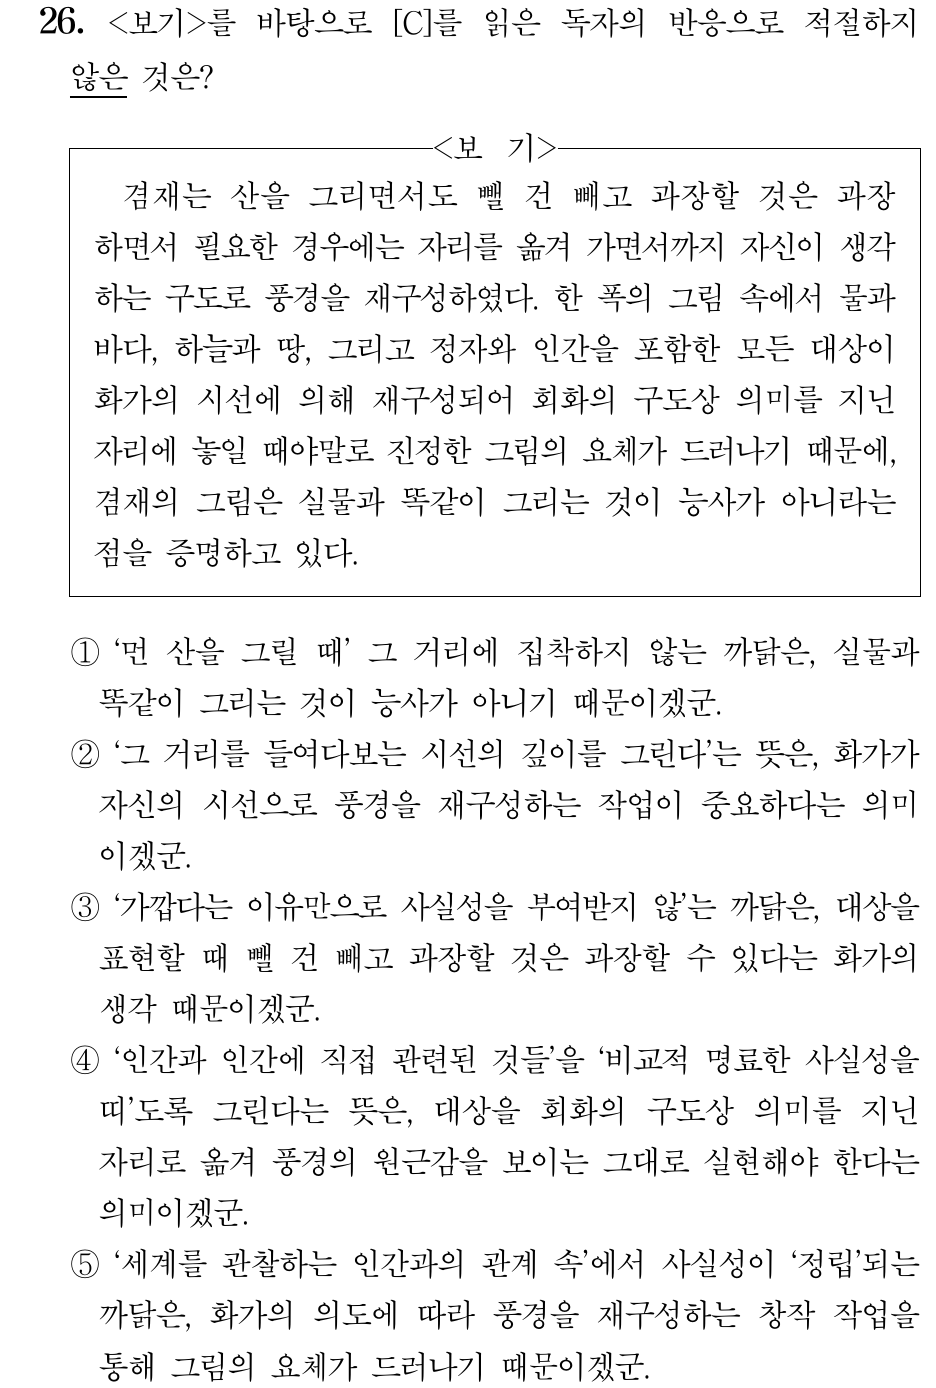 26. <보기>를 바탕으로 [C]를 읽은 독자의 반응으로 적절하지
않은 것은?
<보 기>
겸재는 산을 그리면서도 뺄 건 빼고 과장할 것은 과장
하면서 필요한 경우에는 자리를 옮겨 가면서까지 자신이 생각
하는 구도로 풍경을 재구성하였다. 한 폭의 그림 속에서 물과
바다, 하늘과 땅, 그리고 정자와 인간을 포함한 모든 대상이
화가의 시선에 의해 재구성되어 회화의 구도상 의미를 지닌
자리에 놓일 때야말로 진정한 그림의 요체가 드러나기 때문에,
겸재의 그림은 실물과 똑같이 그리는 것이 능사가 아니라는
점을 증명하고 있다.
① ‘먼 산을 그릴 때’ 그 거리에 집착하지 않는 까닭은, 실물과
똑같이 그리는 것이 능사가 아니기 때문이겠군.
② ‘그 거리를 들여다보는 시선의 깊이를 그린다’는 뜻은, 화가가
자신의 시선으로 풍경을 재구성하는 작업이 중요하다는 의미
이겠군.
③ ‘가깝다는 이유만으로 사실성을 부여받지 않’는 까닭은, 대상을
표현할 때 뺄 건 빼고 과장할 것은 과장할 수 있다는 화가의
생각 때문이겠군.
④ ‘인간과 인간에 직접 관련된 것들’을 ‘비교적 명료한 사실성을
띠’도록 그린다는 뜻은, 대상을 회화의 구도상 의미를 지닌
자리로 옮겨 풍경의 원근감을 보이는 그대로 실현해야 한다는
의미이겠군.
⑤ ‘세계를 관찰하는 인간과의 관계 속’에서 사실성이 ‘정립’되는
까닭은, 화가의 의도에 따라 풍경을 재구성하는 창작 작업을
통해 그림의 요체가 드러나기 때문이겠군.